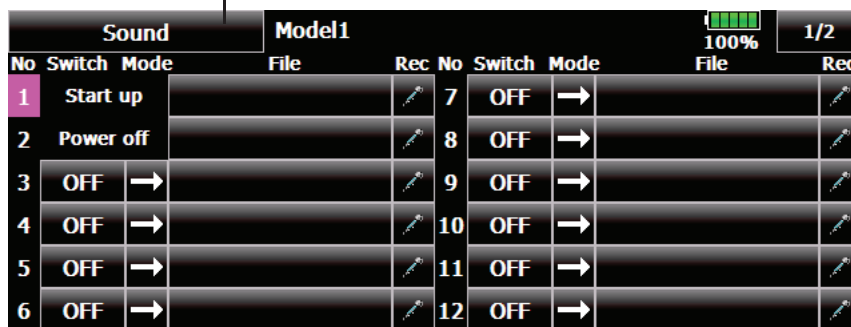 Sound Model1 100% 1/2
No Switch Mode File Rec No Switch Mode File Rec
1 Start up 7 OFF
2 Power off 8 OFF
3 OFF 9 OFF
4 OFF 10 OFF
5 OFF 11 OFF
6 OFF 12 OFF